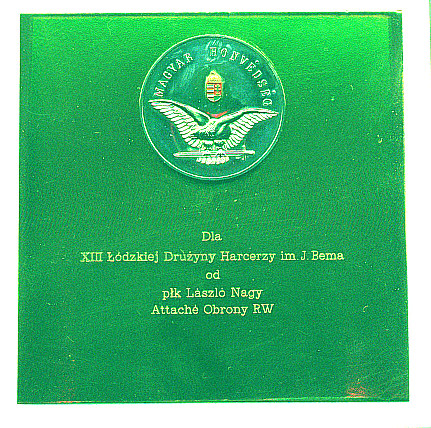 MAGYAR HONVÉDSÉG
Dla
XIII Łódzkiej Drużyny Harcerzy im. J. Bema
od
płk László Nagy
Attaché Obrony RW